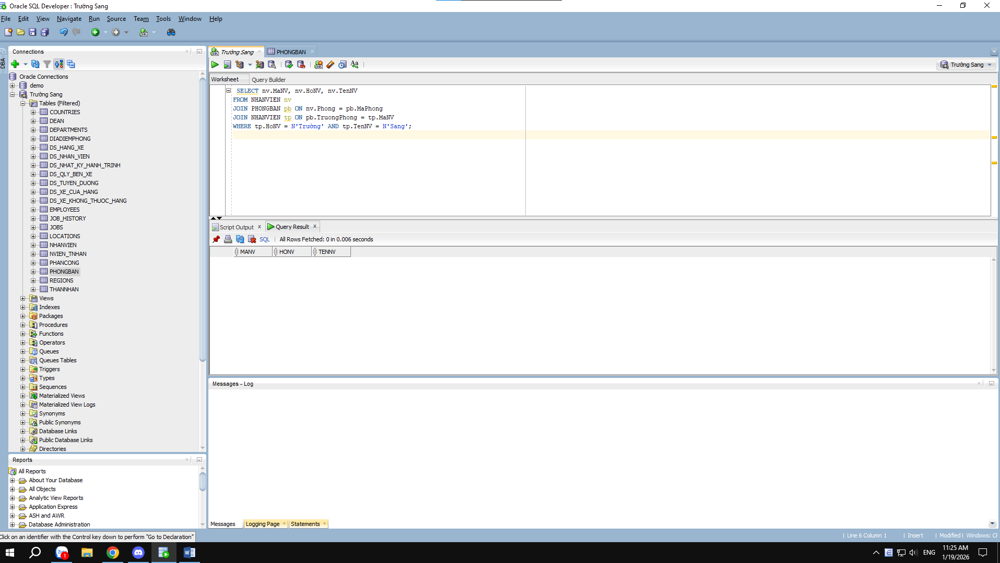 Oracle SQL Developer : Trường Sang
File Edit View Navigate Run Source Team Tools Window Help
Connections
DBA
Oracle Connections
demo
Trường Sang
Tables (Filtered)
COUNTRIES
DEAN
DEPARTMENTS
DIADIEMPHONG
DS_HANG_XE
DS_NHAN_VIEN
DS_NHAT_KY_HANH_TRINH
DS_QLY_BEN_XE
DS_TUYEN_DUONG
DS_XE_CUA_HANG
DS_XE_KHONG_THUOC_HANG
EMPLOYEES
JOB_HISTORY
JOBS
LOCATIONS
NHANVIEN
NVIEN_TNHAN
PHANCONG
PHONGBAN
REGIONS
THANNHAN
Views
Indexes
Packages
Procedures
Functions
Operators
Queues
Queues Tables
Triggers
Types
Sequences
Materialized Views
Materialized View Logs
Synonyms
Public Synonyms
Database Links
Public Database Links
Directories
Reports
All Reports
About Your Database
All Objects
Analytic View Reports
Application Express
ASH and AWR
Database Administration
Trường Sang PHONGBAN
Trường Sang
Worksheet Query Builder
SELECT nv.MaNV, nv.HoNV, nv.TenNV
FROM NHANVIEN nv
JOIN PHONGBAN pb ON nv.Phong = pb.MaPhong
JOIN NHANVIEN tp ON pb.TruongPhong = tp.MaNV
WHERE tp.HoNV = N'Trường' AND tp.TenNV = N'Sang';
Script Output Query Result
SQL All Rows Fetched: 0 in 0.006 seconds
MANV HONV TENNV
Messages - Log
Messages Logging Page Statements
Click on an identifier with the Control key down to perform "Go to Declaration"
Line 6 Column 1 Insert Modified Windows: CF
ENG
11:25 AM
1/19/2026